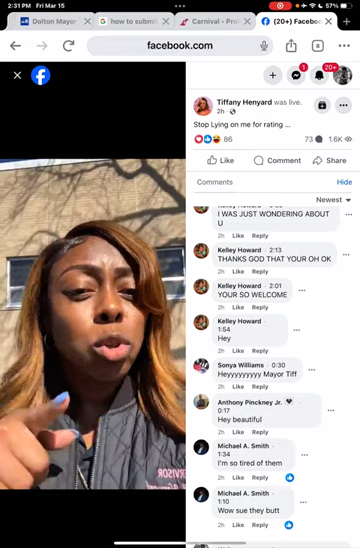 2:31 PM Fri Mar 15
57%
Dolton Mayor
how to submit
Carnival - Prof
(20+) Facebook
facebook.com
8
1
20+
Tiffany Henyard was live.
2h
Stop Lying on me for rating ...
86
73
1.6K
Like
Comment
Share
Comments
Hide
Newest
I WAS JUST WONDERING ABOUT
U
2h Like Reply
Kelley Howard · 2:13
THANKS GOD THAT YOUR OH OK
2h Like Reply
Kelley Howard · 2:01
YOUR SO WELCOME
2h Like Reply
Kelley Howard ·
1:54
Hey
2h Like Reply
Sonya Williams · 0:30
Heyyyyyyyyy Mayor Tiff
2h Like Reply
Anthony Pinckney Jr. ·
0:17
Hey beautiful
2h Like Reply
Michael A. Smith ·
1:34
I'm so tired of them
2h Like Reply
Michael A. Smith ·
1:10
Wow sue they butt
2h Like Reply